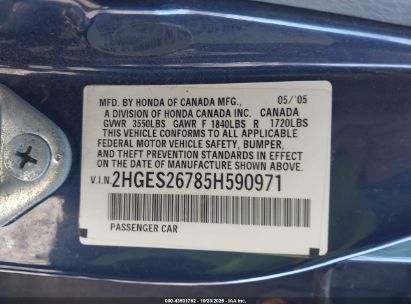 MFD. BY HONDA OF CANADA MFG., 05/'05
A DIVISION OF HONDA CANADA INC. CANADA
GVWR 3550LBS GAWR F 1840LBS R 1720LBS
THIS VEHICLE CONFORMS TO ALL APPLICABLE
FEDERAL MOTOR VEHICLE SAFETY, BUMPER,
AND THEFT PREVENTION STANDARDS IN EFFECT
ON THE DATE OF MANUFACTURE SHOWN ABOVE.
V.I.N. 2HGES26785H590971
PASSENGER CAR